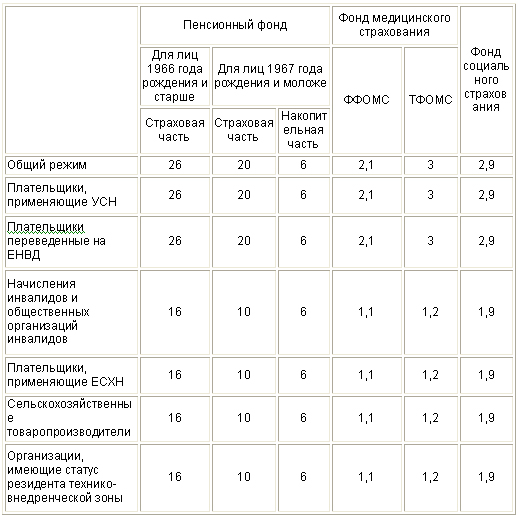 Пенсионный фонд
Фонд медицинского
страхования
Фонд
социаль
ного
страхов
ания
Для лиц
1966 года
рождения и
старше
Для лиц 1967 года
рождения и моложе
ФФОМС
ТФОМС
Страховая
часть
Страховая
часть
Накопит
ельная
часть
Общий режим 26 20 6 2,1 3 2,9
Плательщики,
применяющие УСН 26 20 6 2,1 3 2,9
Плательщики
переведенные на
ЕНВД 26 20 6 2,1 3 2,9
Начисления
инвалидов и
общественных
организаций
инвалидов 16 10 6 1,1 1,2 1,9
Плательщики,
применяющие ЕСХН 16 10 6 1,1 1,2 1,9
Сельскохозяйственны
е
товаропроизводители 16 10 6 1,1 1,2 1,9
Организации,
имеющие статус
резидента технико-
внедренческой зоны 16 10 6 1,1 1,2 1,9